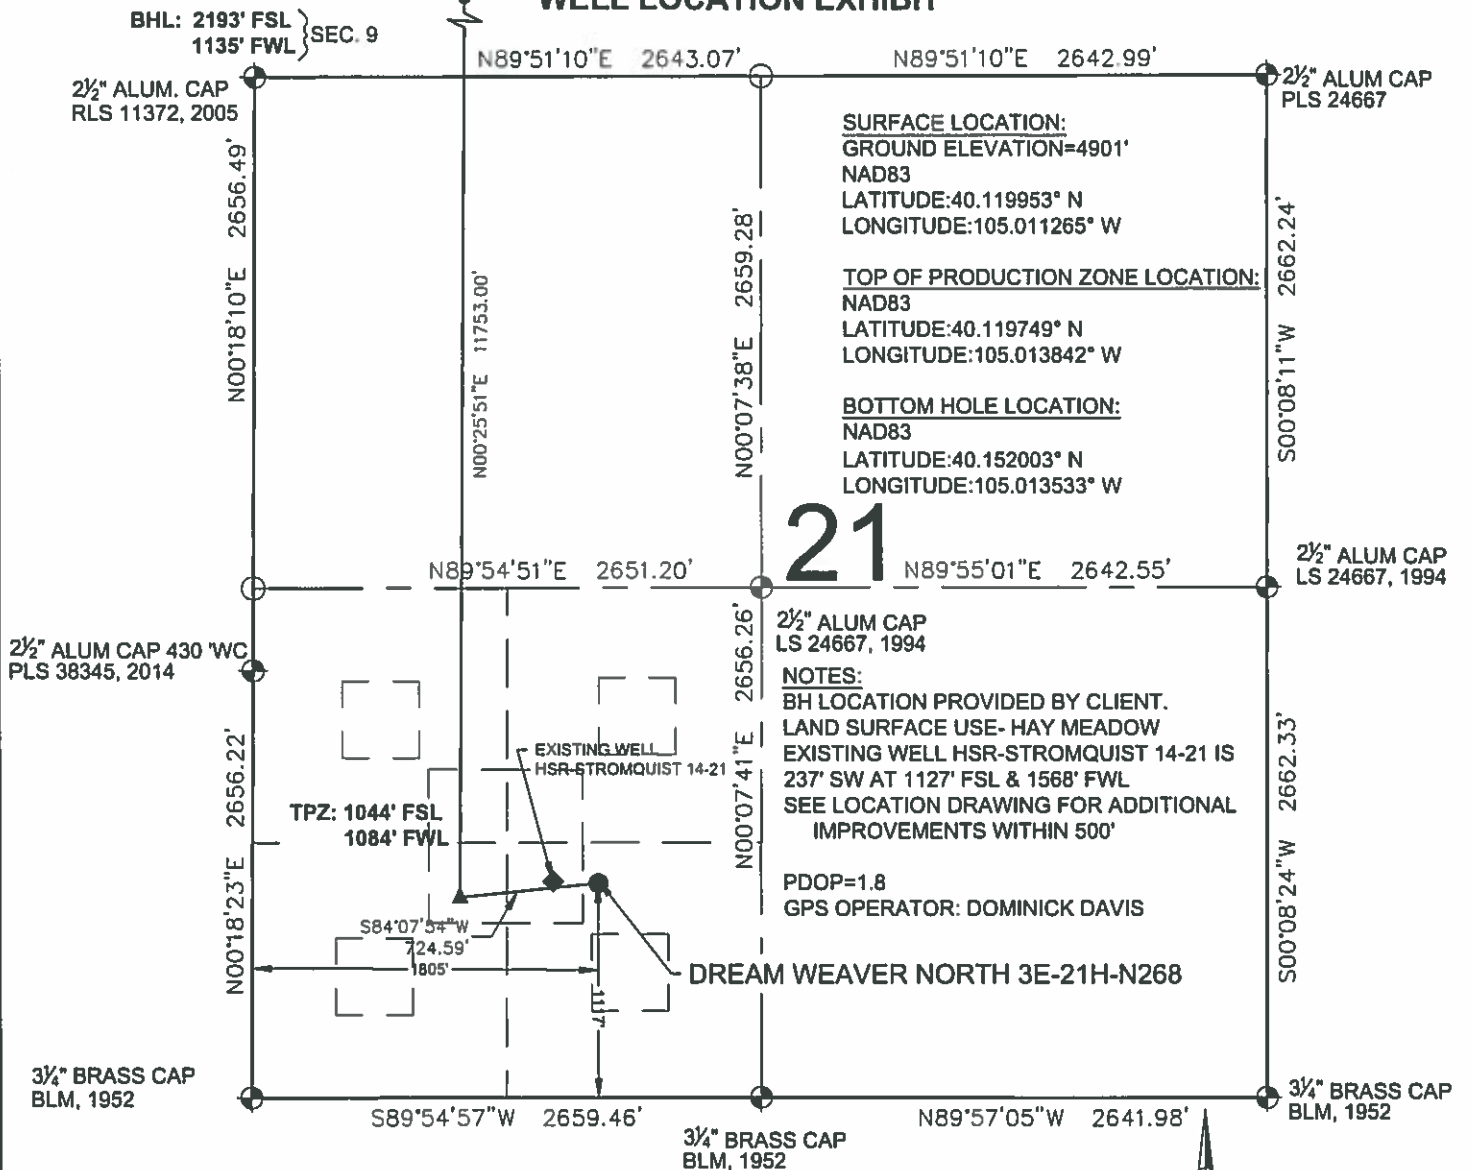 WELL LOCATION EXHIBIT
BHL: 2193' FSL
1135' FWL
SEC. 9
N89°51'10"E 2643.07'
N89°51'10"E 2642.99'
2½" ALUM. CAP
RLS 11372, 2005
2½" ALUM CAP
PLS 24667
SURFACE LOCATION:
GROUND ELEVATION=4901'
NAD83
LATITUDE:40.119953° N
LONGITUDE:105.011265° W
TOP OF PRODUCTION ZONE LOCATION:
NAD83
LATITUDE:40.119749° N
LONGITUDE:105.013842° W
BOTTOM HOLE LOCATION:
NAD83
LATITUDE:40.152003° N
LONGITUDE:105.013533° W
N00°18'10"E 2656.49'
N00°25'51"E 11753.00'
N00°07'38"E 2659.28'
S00°08'11"W 2662.24'
21
N89°54'51"E 2651.20'
N89°55'01"E 2642.55'
2½" ALUM CAP
LS 24667, 1994
2½" ALUM CAP
LS 24667, 1994
2½" ALUM CAP 430 'WC
PLS 38345, 2014
NOTES:
BH LOCATION PROVIDED BY CLIENT.
LAND SURFACE USE- HAY MEADOW
EXISTING WELL HSR-STROMQUIST 14-21 IS
237' SW AT 1127' FSL & 1568' FWL
SEE LOCATION DRAWING FOR ADDITIONAL
IMPROVEMENTS WITHIN 500'
PDOP=1.8
GPS OPERATOR: DOMINICK DAVIS
EXISTING WELL
HSR-STROMQUIST 14-21
TPZ: 1044' FSL
1084' FWL
N00°18'23"E 2656.22'
N00°07'41"E 2656.26'
S00°08'24"W 2662.33'
S84°07'54"W
724.59'
1805'
1117'
DREAM WEAVER NORTH 3E-21H-N268
3¼" BRASS CAP
BLM, 1952
S89°54'57"W 2659.46'
3¼" BRASS CAP
BLM, 1952
N89°57'05"W 2641.98'
3¼" BRASS CAP
BLM, 1952